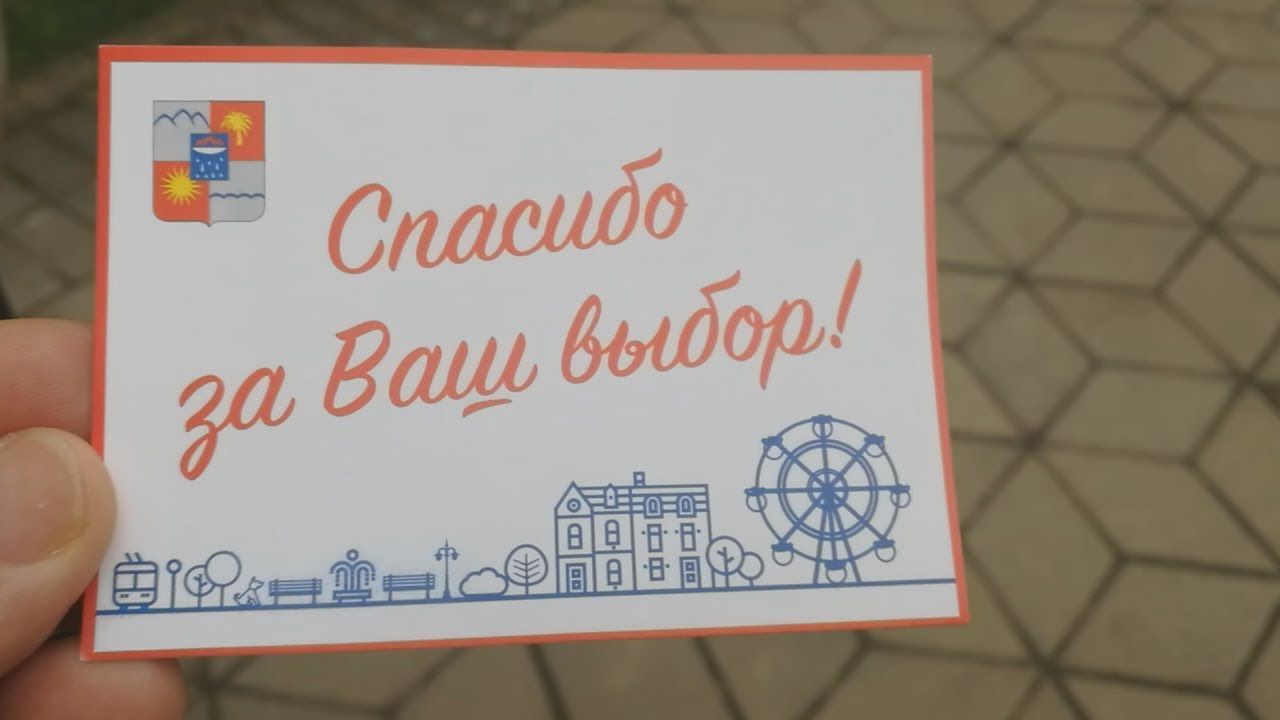 Спасибо
за Ваш выбор!